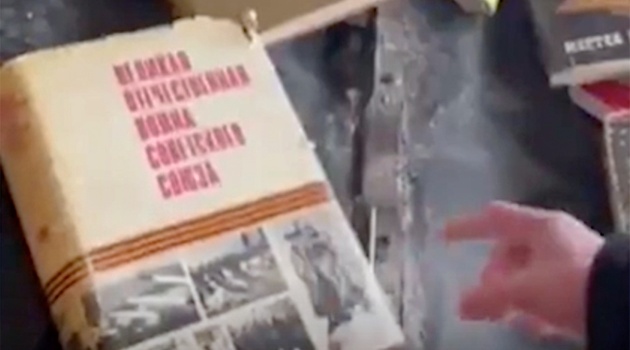 ВЕЛИКАЯ
ОТЕЧЕСТВЕННАЯ
ВОЙНА
СОВЕТСКОГО
СОЮЗА